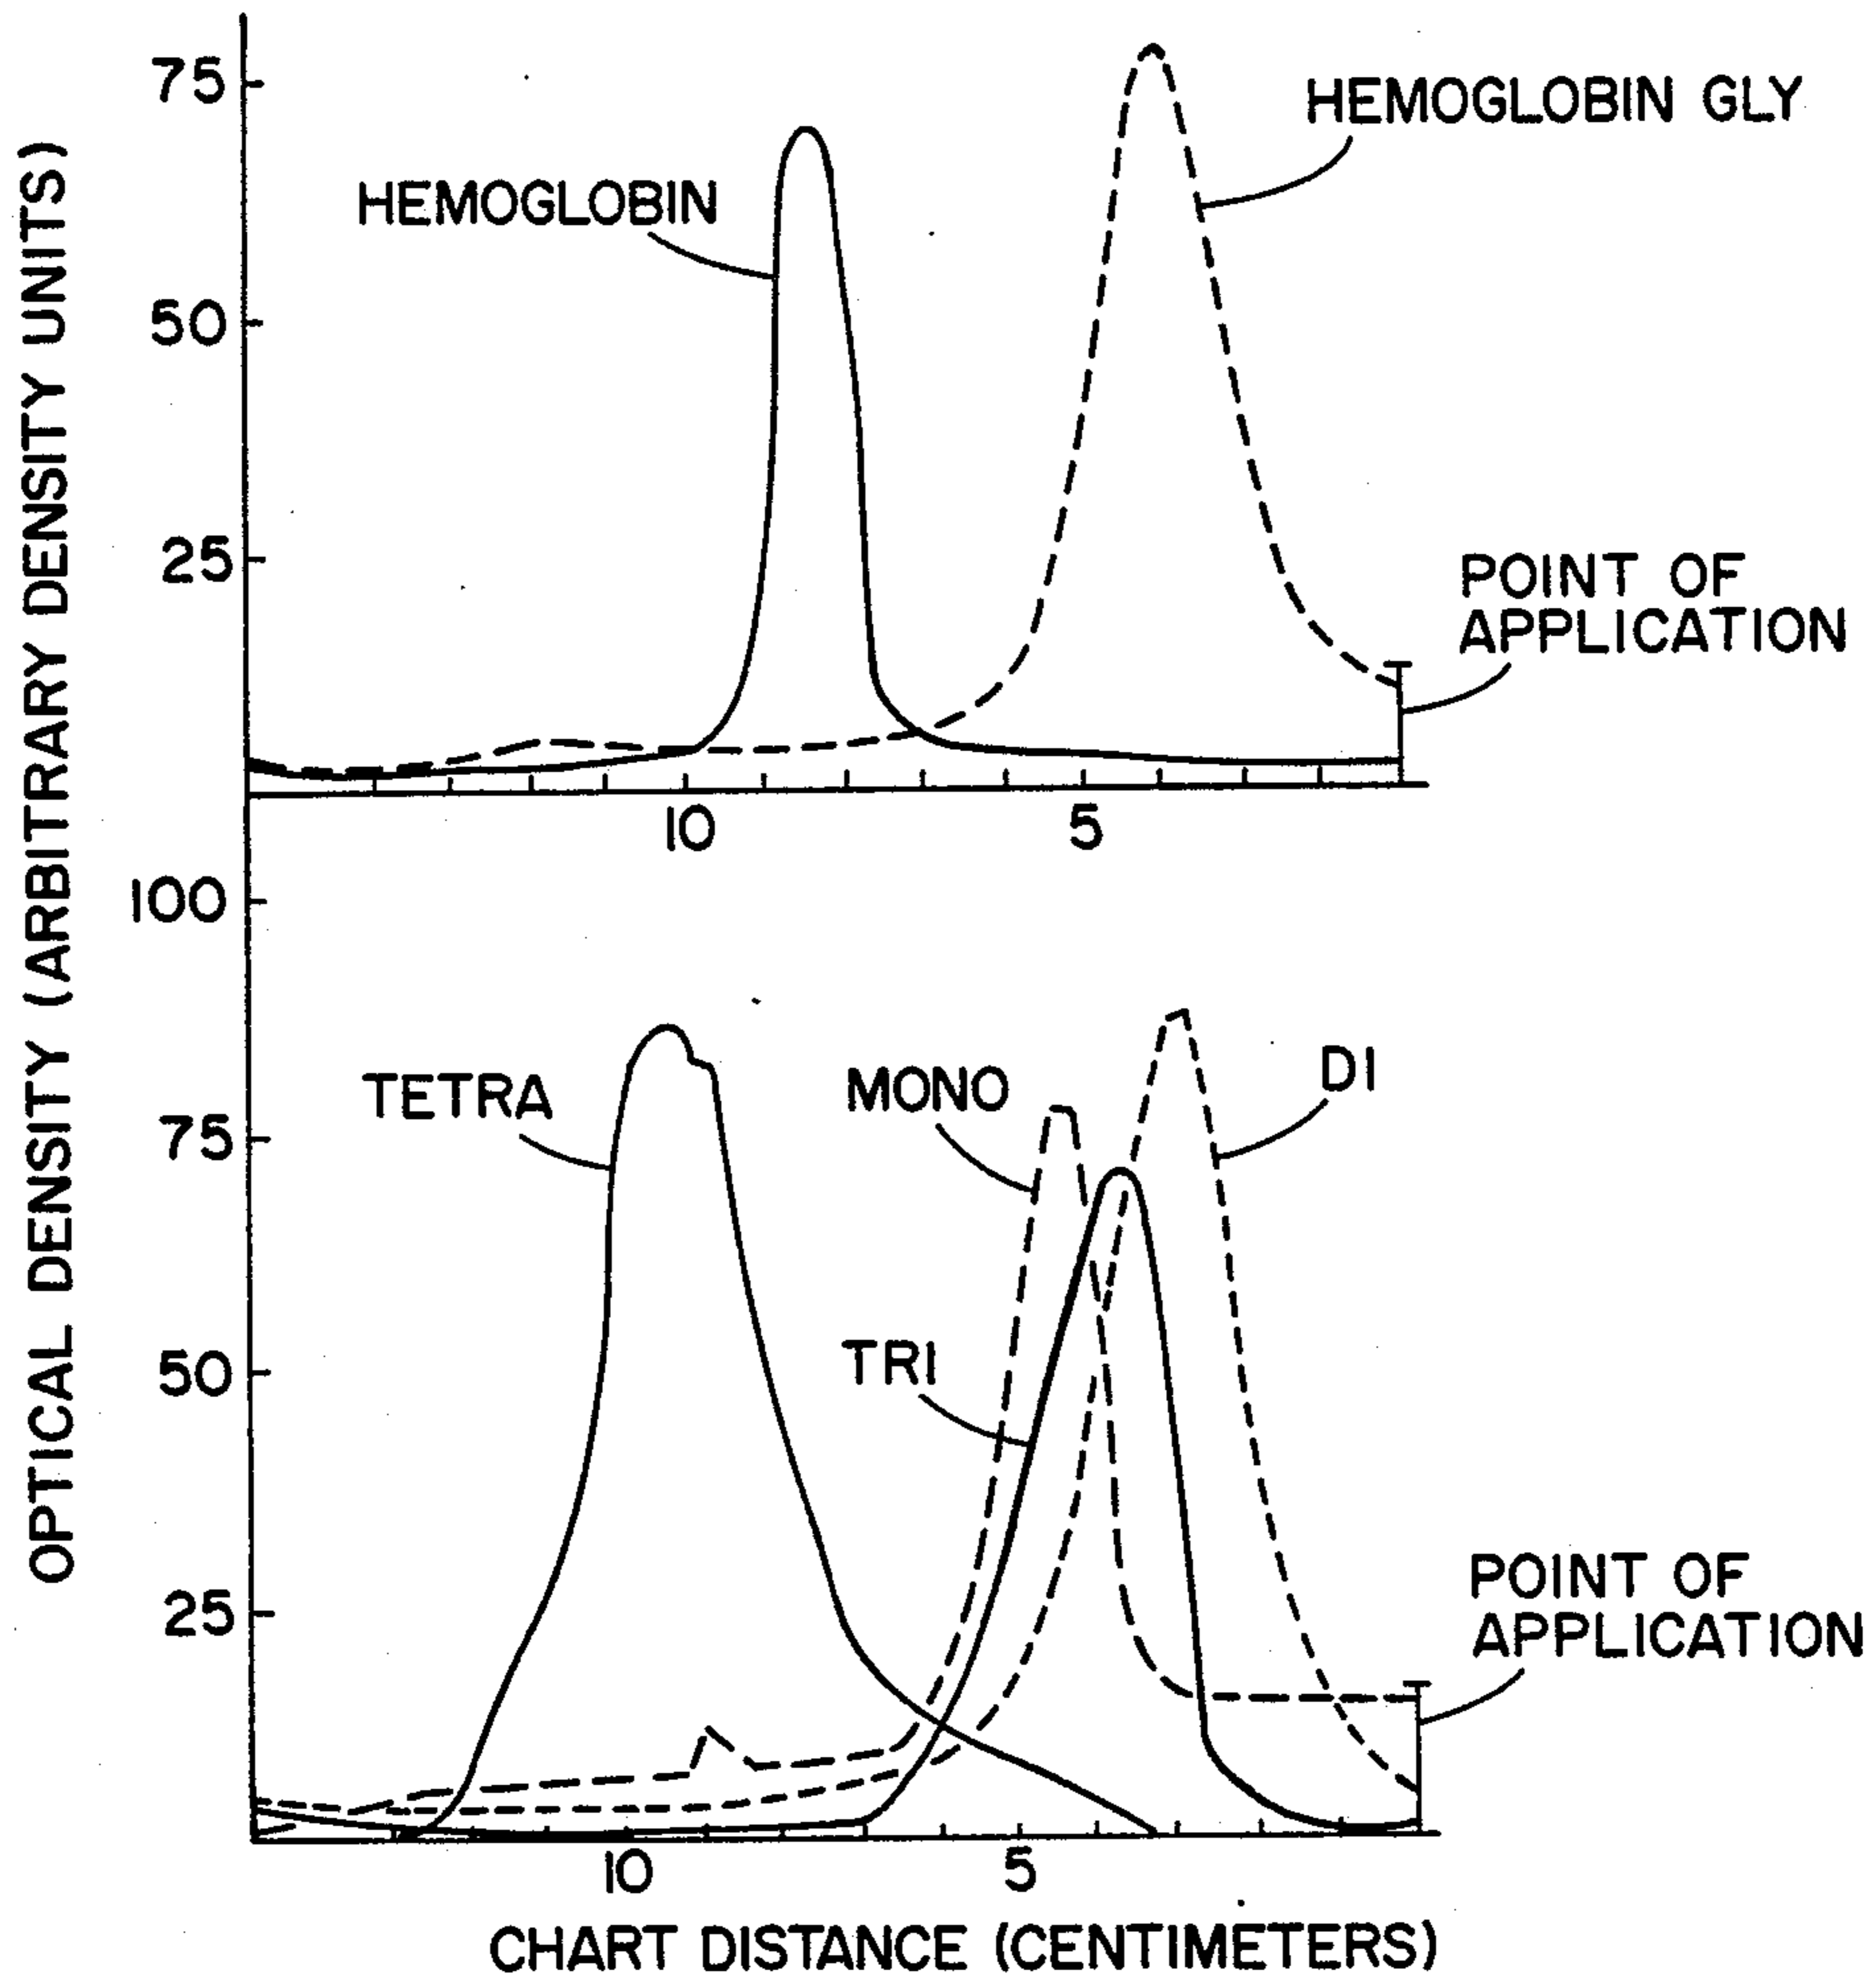 OPTICAL DENSITY (ARBITRARY DENSITY UNITS)
75
50
25
HEMOGLOBIN
HEMOGLOBIN GLY
POINT OF
APPLICATION
10
5
100
75
50
25
TETRA
MONO
DI
TRI
POINT OF
APPLICATION
10
5
CHART DISTANCE (CENTIMETERS)